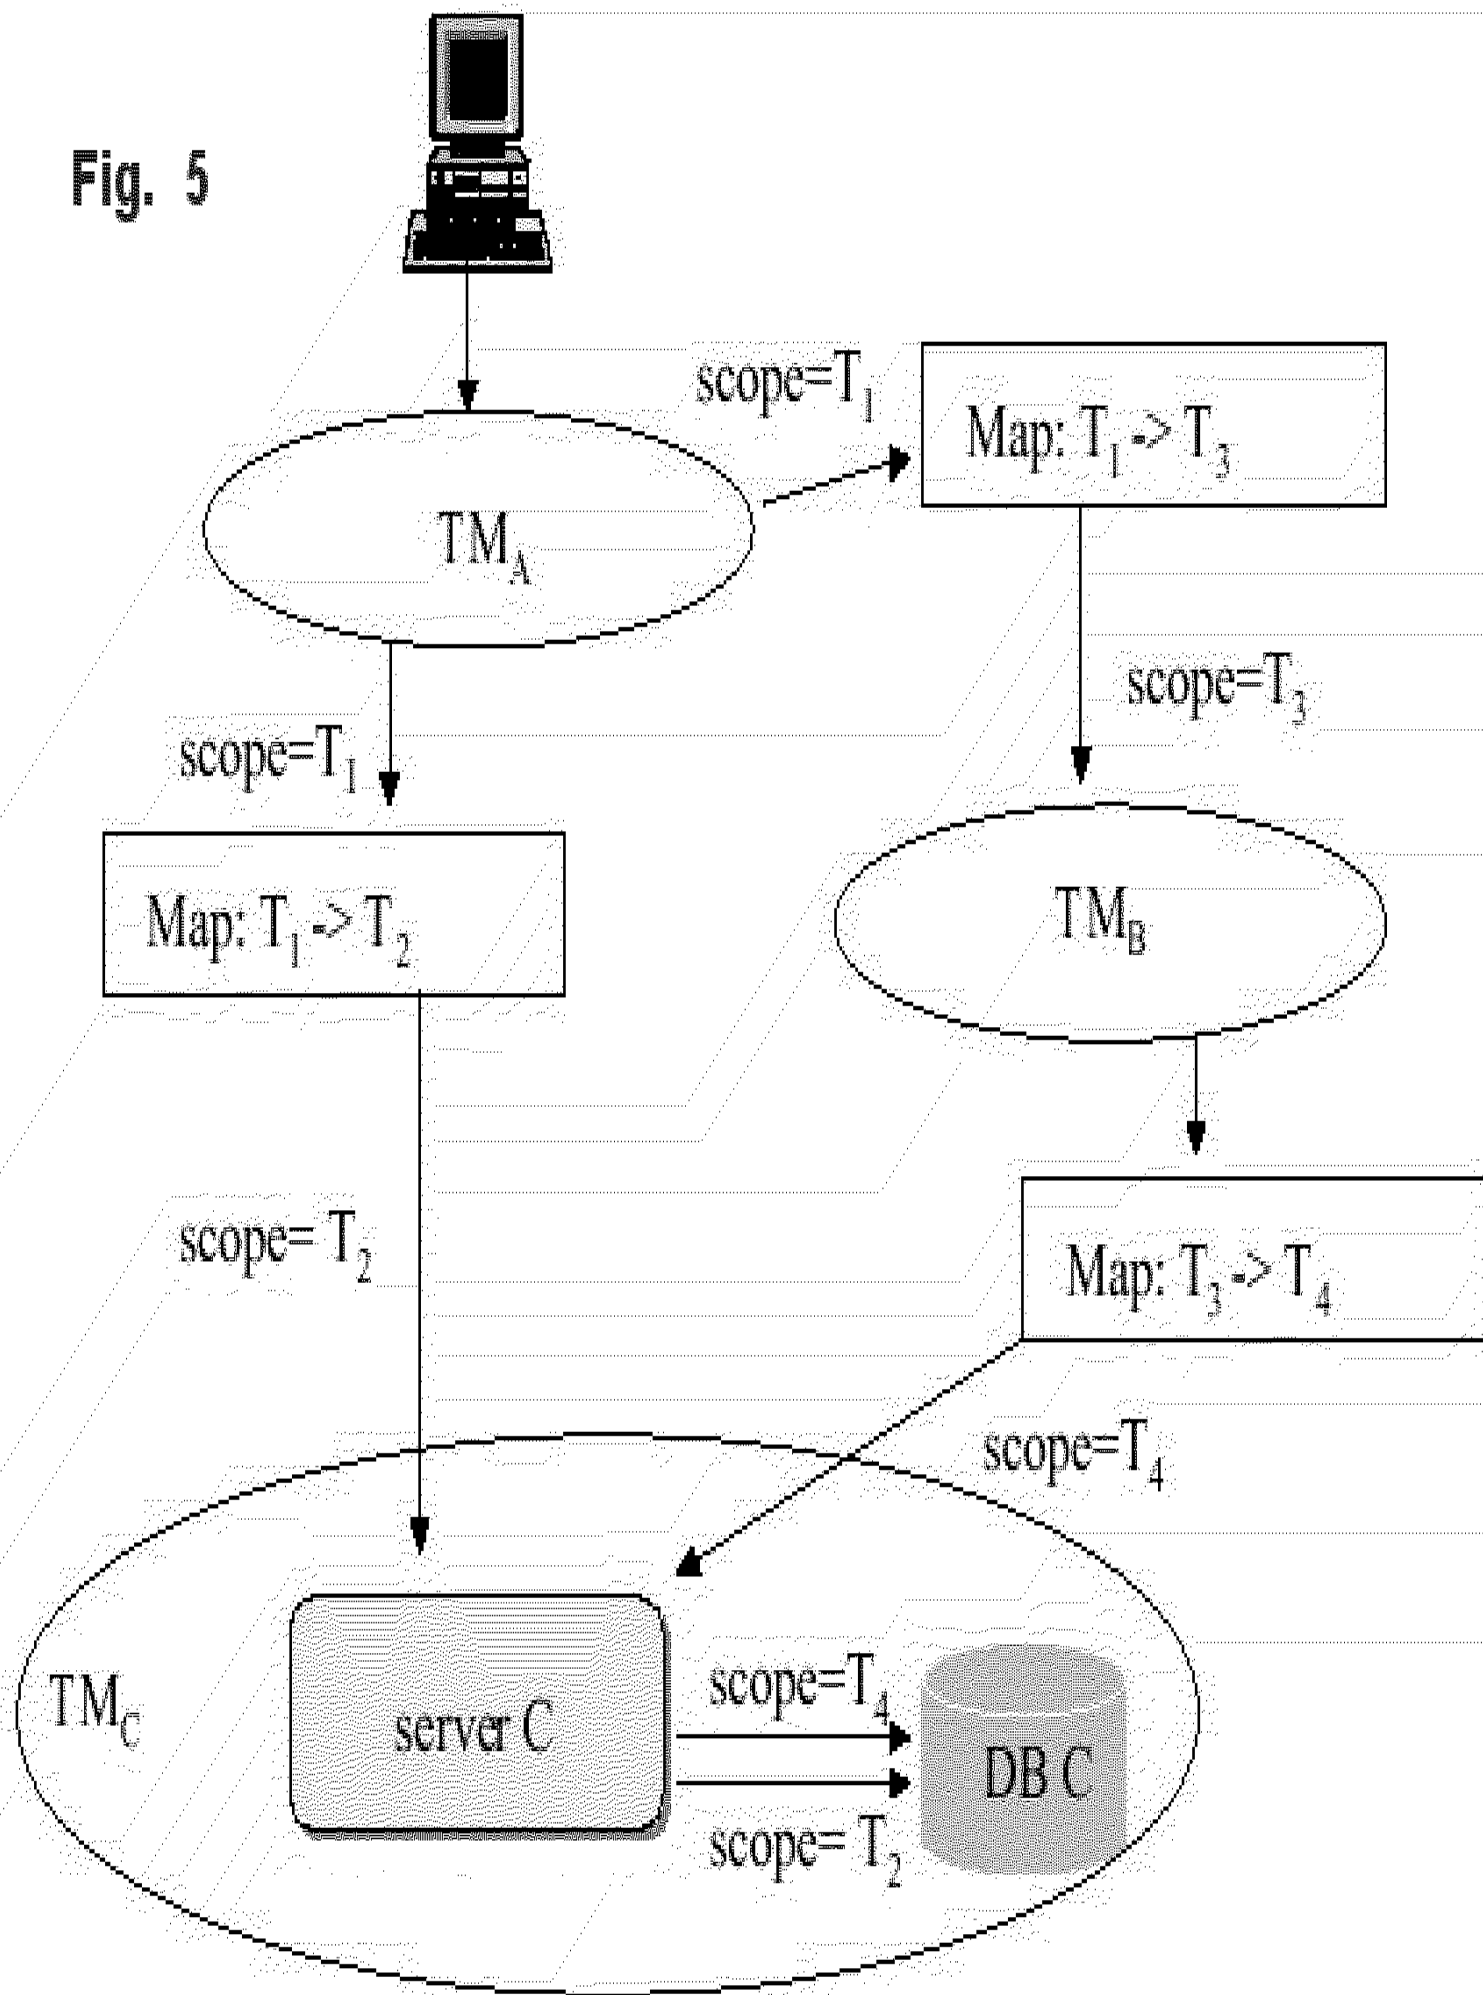 Fig. 5
scope=T1
Map: T1 -> T3
TMA
scope=T3
scope=T1
Map: T1 -> T2
TMB
scope= T2
Map: T3 -> T4
scope=T4
TMC
server C
scope=T4
DB C
scope= T2